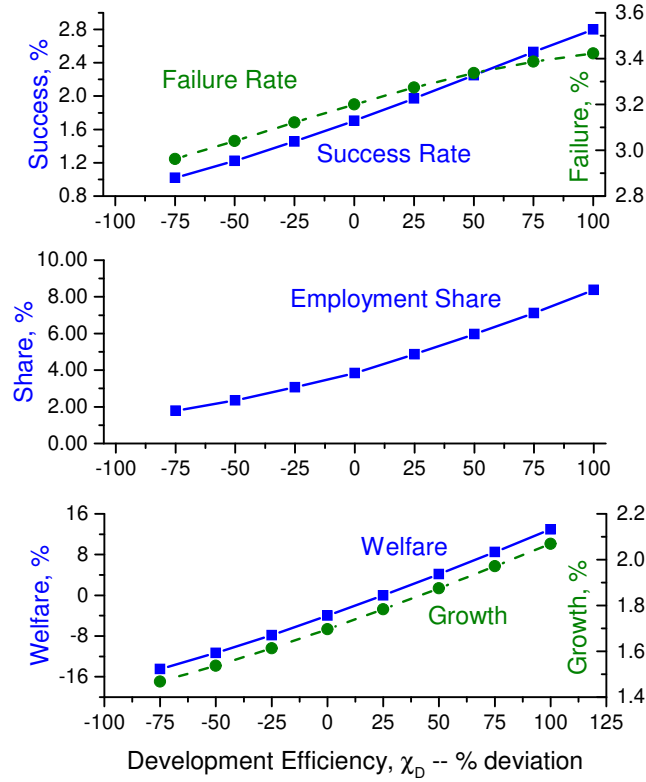 2.8
2.4
2.0
1.6
1.2
0.8
Success, %
3.6
3.4
3.2
3.0
2.8
Failure, %
Failure Rate
Success Rate
-100 -75 -50 -25 0 25 50 75 100
10.00
8.00
6.00
4.00
2.00
0.00
Share, %
Employment Share
-100 -75 -50 -25 0 25 50 75 100
16
8
0
-8
-16
Welfare, %
2.2
2.0
1.8
1.6
1.4
Growth, %
Welfare
Growth
-100 -75 -50 -25 0 25 50 75 100 125
Development Efficiency, χ_D -- % deviation